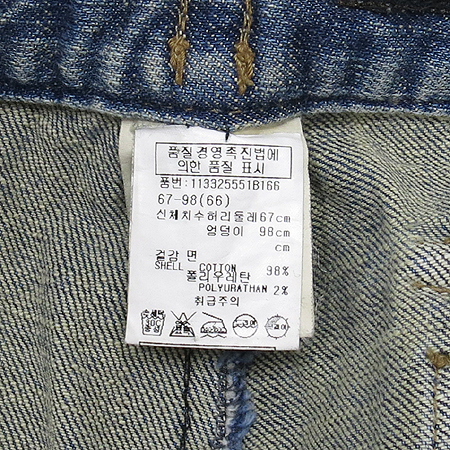 품질경영촉진법에
의한 품질 표시
품번:113325551B166
67-98(66)
신체치수허리둘레67cm
엉덩이 98cm
cm
겉감 면
SHELL COTTON 98%
폴리우레탄
POLYURATHAN 2%
취급주의